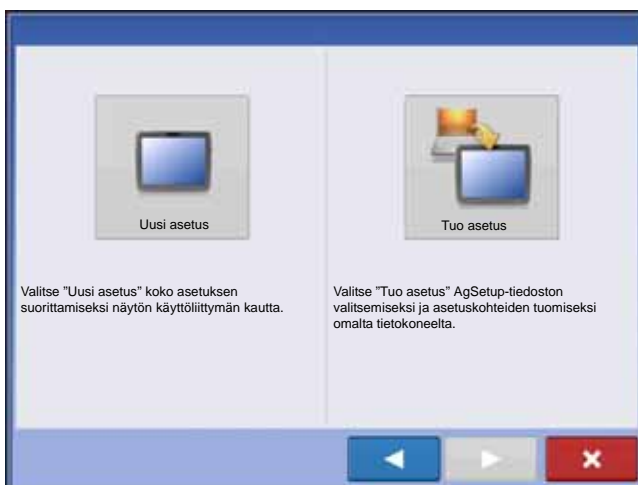 Uusi asetus
Tuo asetus
Valitse "Uusi asetus" koko asetuksen
suorittamiseksi näytön käyttöliittymän kautta.
Valitse "Tuo asetus" AgSetup-tiedoston
valitsemiseksi ja asetuskohteiden tuomiseksi
omalta tietokoneelta.